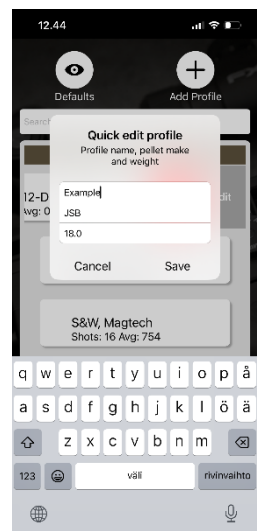 12.44
Defaults
Add Profile
Search
Quick edit profile
Profile name, pellet make
and weight
12-D
Avg: 0
dit
Example
JSB
18.0
Cancel
Save
S&W, Magtech
Shots: 16 Avg: 754
q w e r t y u i o p å
a s d f g h j k l ö ä
z x c v b n m
123
väli
rivinvaihto